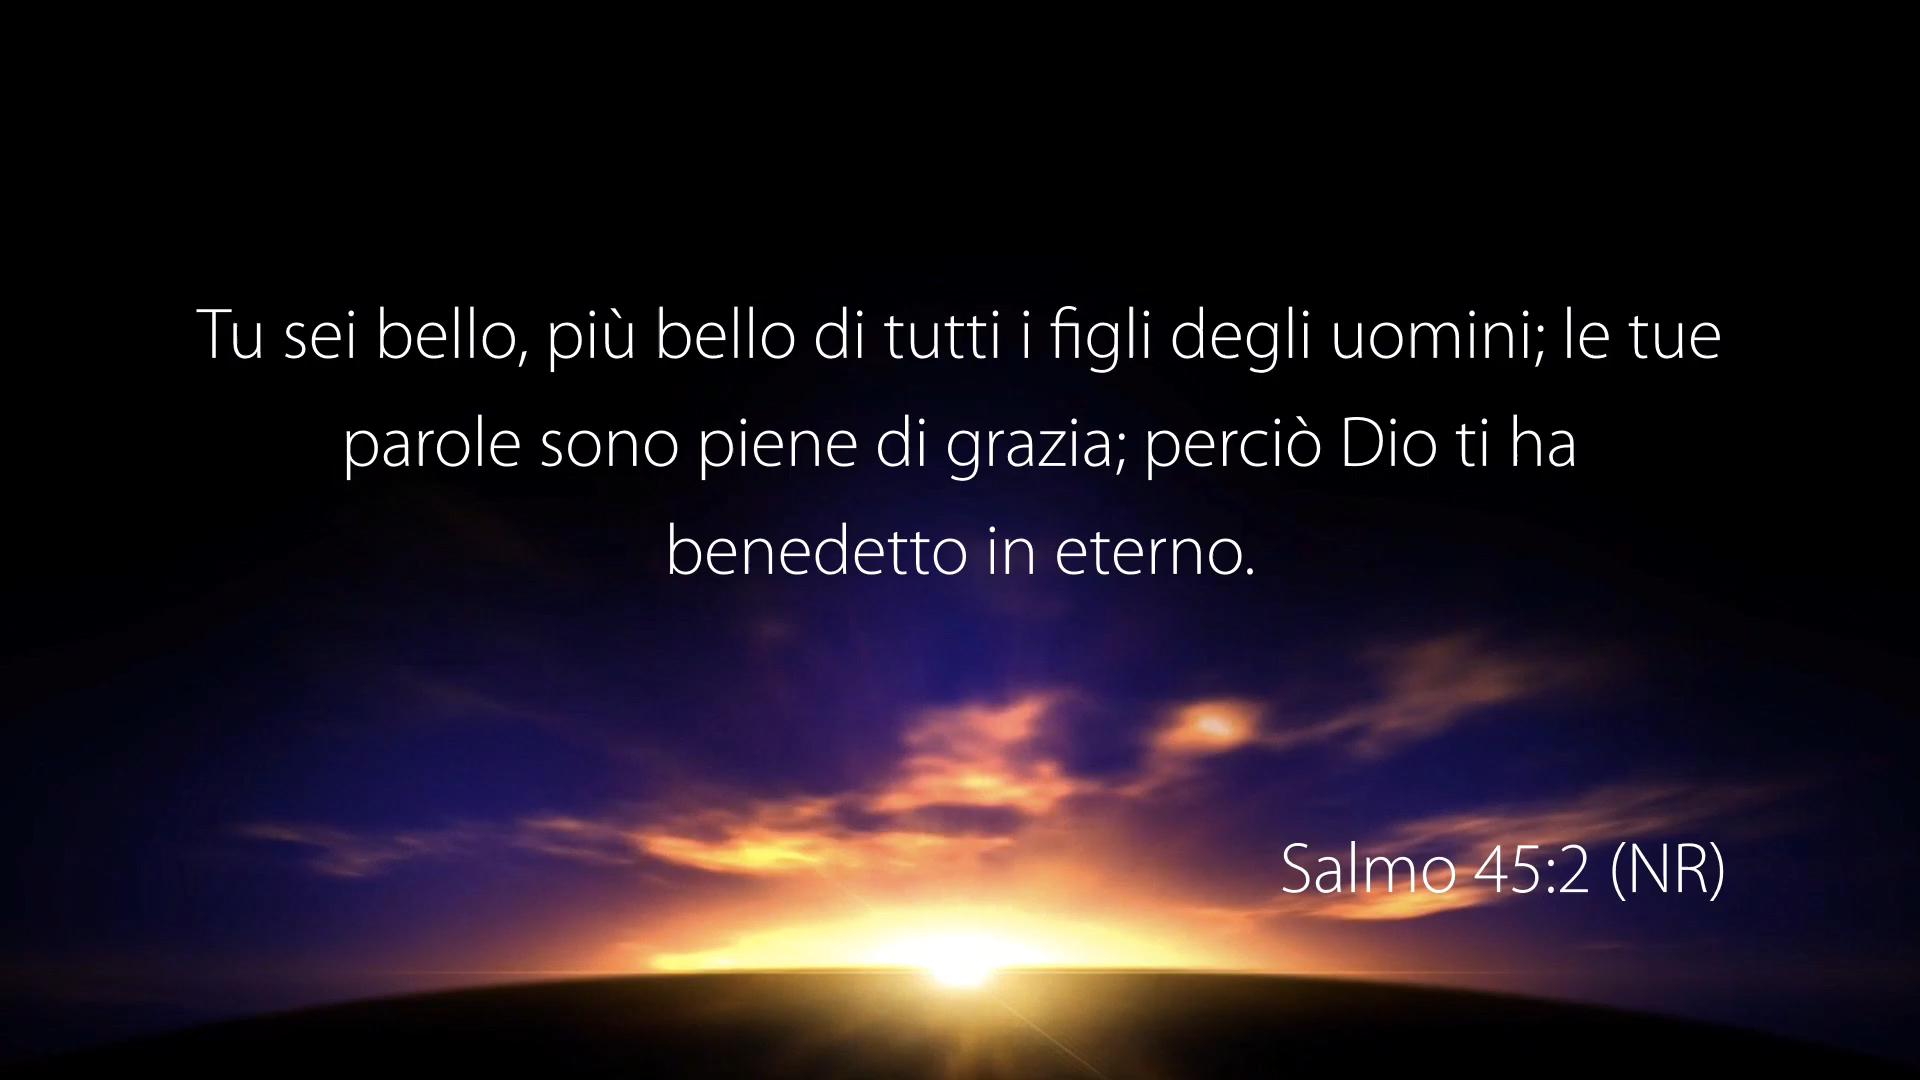 Tu sei bello, più bello di tutti i figli degli uomini; le tue
parole sono piene di grazia; perciò Dio ti ha
benedetto in eterno.
Salmo 45:2 (NR)